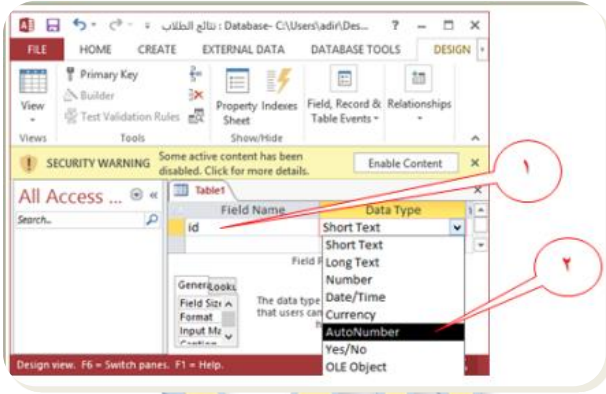 نتائج الطلاب : Database- C:\Users\adir\Des... ? – □ ×
FILE HOME CREATE EXTERNAL DATA DATABASE TOOLS DESIGN
View
Primary Key
Builder
Test Validation Rules
Property Sheet
Indexes
Field, Record & Table Events
Relationships
Views Tools Show/Hide
SECURITY WARNING Some active content has been disabled. Click for more details. Enable Content ×
All Access ... «
Search..
Table1 ×
Field Name Data Type
id Short Text
Short Text
Long Text
Number
Date/Time
Currency
AutoNumber
Yes/No
OLE Object
General
Field Siz
Format
Input Ma
The data type
that users can
Design view. F6 = Switch panes. F1 = Help.
١
٢